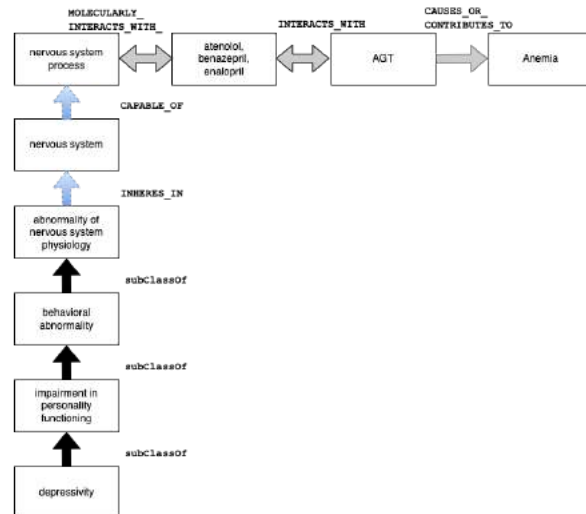 MOLECULARLY_
INTERACTS_WITH_
INTERACTS_WITH
CAUSES_OR_
CONTRIBUTES_TO
nervous system
process
atenolol,
benazepril,
enalopril
AGT
Anemia
CAPABLE_OF
nervous system
INHERES_IN
abnormality of
nervous system
physiology
subClassOf
behavioral
abnormality
subClassOf
impairment in
personality
functioning
subClassOf
depressivity